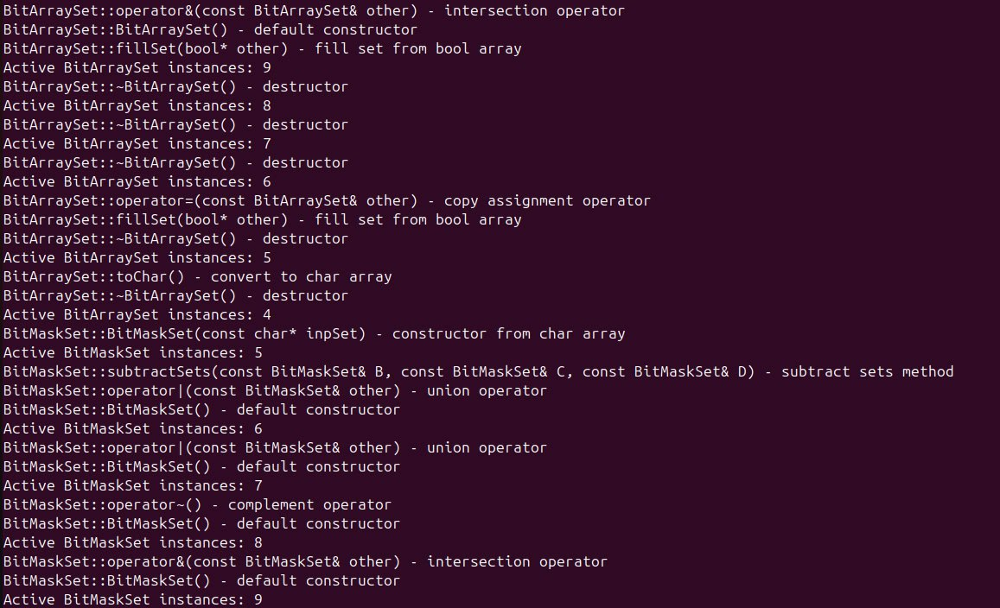 BitArraySet::operator&(const BitArraySet& other) - intersection operator
BitArraySet::BitArraySet() - default constructor
BitArraySet::fillSet(bool* other) - fill set from bool array
Active BitArraySet instances: 9
BitArraySet::~BitArraySet() - destructor
Active BitArraySet instances: 8
BitArraySet::~BitArraySet() - destructor
Active BitArraySet instances: 7
BitArraySet::~BitArraySet() - destructor
Active BitArraySet instances: 6
BitArraySet::operator=(const BitArraySet& other) - copy assignment operator
BitArraySet::fillSet(bool* other) - fill set from bool array
BitArraySet::~BitArraySet() - destructor
Active BitArraySet instances: 5
BitArraySet::toChar() - convert to char array
BitArraySet::~BitArraySet() - destructor
Active BitArraySet instances: 4
BitMaskSet::BitMaskSet(const char* inpSet) - constructor from char array
Active BitMaskSet instances: 5
BitMaskSet::subtractSets(const BitMaskSet& B, const BitMaskSet& C, const BitMaskSet& D) - subtract sets method
BitMaskSet::operator|(const BitMaskSet& other) - union operator
BitMaskSet::BitMaskSet() - default constructor
Active BitMaskSet instances: 6
BitMaskSet::operator|(const BitMaskSet& other) - union operator
BitMaskSet::BitMaskSet() - default constructor
Active BitMaskSet instances: 7
BitMaskSet::operator~() - complement operator
BitMaskSet::BitMaskSet() - default constructor
Active BitMaskSet instances: 8
BitMaskSet::operator&(const BitMaskSet& other) - intersection operator
BitMaskSet::BitMaskSet() - default constructor
Active BitMaskSet instances: 9